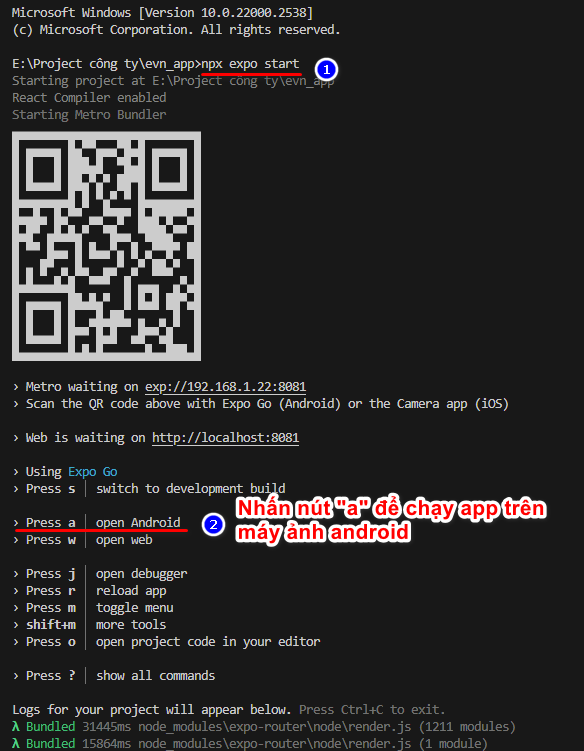 Microsoft Windows [Version 10.0.22000.2538]
(c) Microsoft Corporation. All rights reserved.
E:\Project công ty\evn_app>npx expo start
1
Starting project at E:\Project công ty\evn_app
React Compiler enabled
Starting Metro Bundler
› Metro waiting on exp://192.168.1.22:8081
› Scan the QR code above with Expo Go (Android) or the Camera app (iOS)
› Web is waiting on http://localhost:8081
› Using Expo Go
› Press s │ switch to development build
› Press a │ open Android
2
Nhấn nút "a" để chạy app trên
máy ảnh android
› Press w │ open web
› Press j │ open debugger
› Press r │ reload app
› Press m │ toggle menu
› shift+m │ more tools
› Press o │ open project code in your editor
› Press ? │ show all commands
Logs for your project will appear below. Press Ctrl+C to exit.
λ Bundled 31445ms node_modules\expo-router\node\render.js (1211 modules)
λ Bundled 15864ms node_modules\expo-router\node\render.js (1 module)